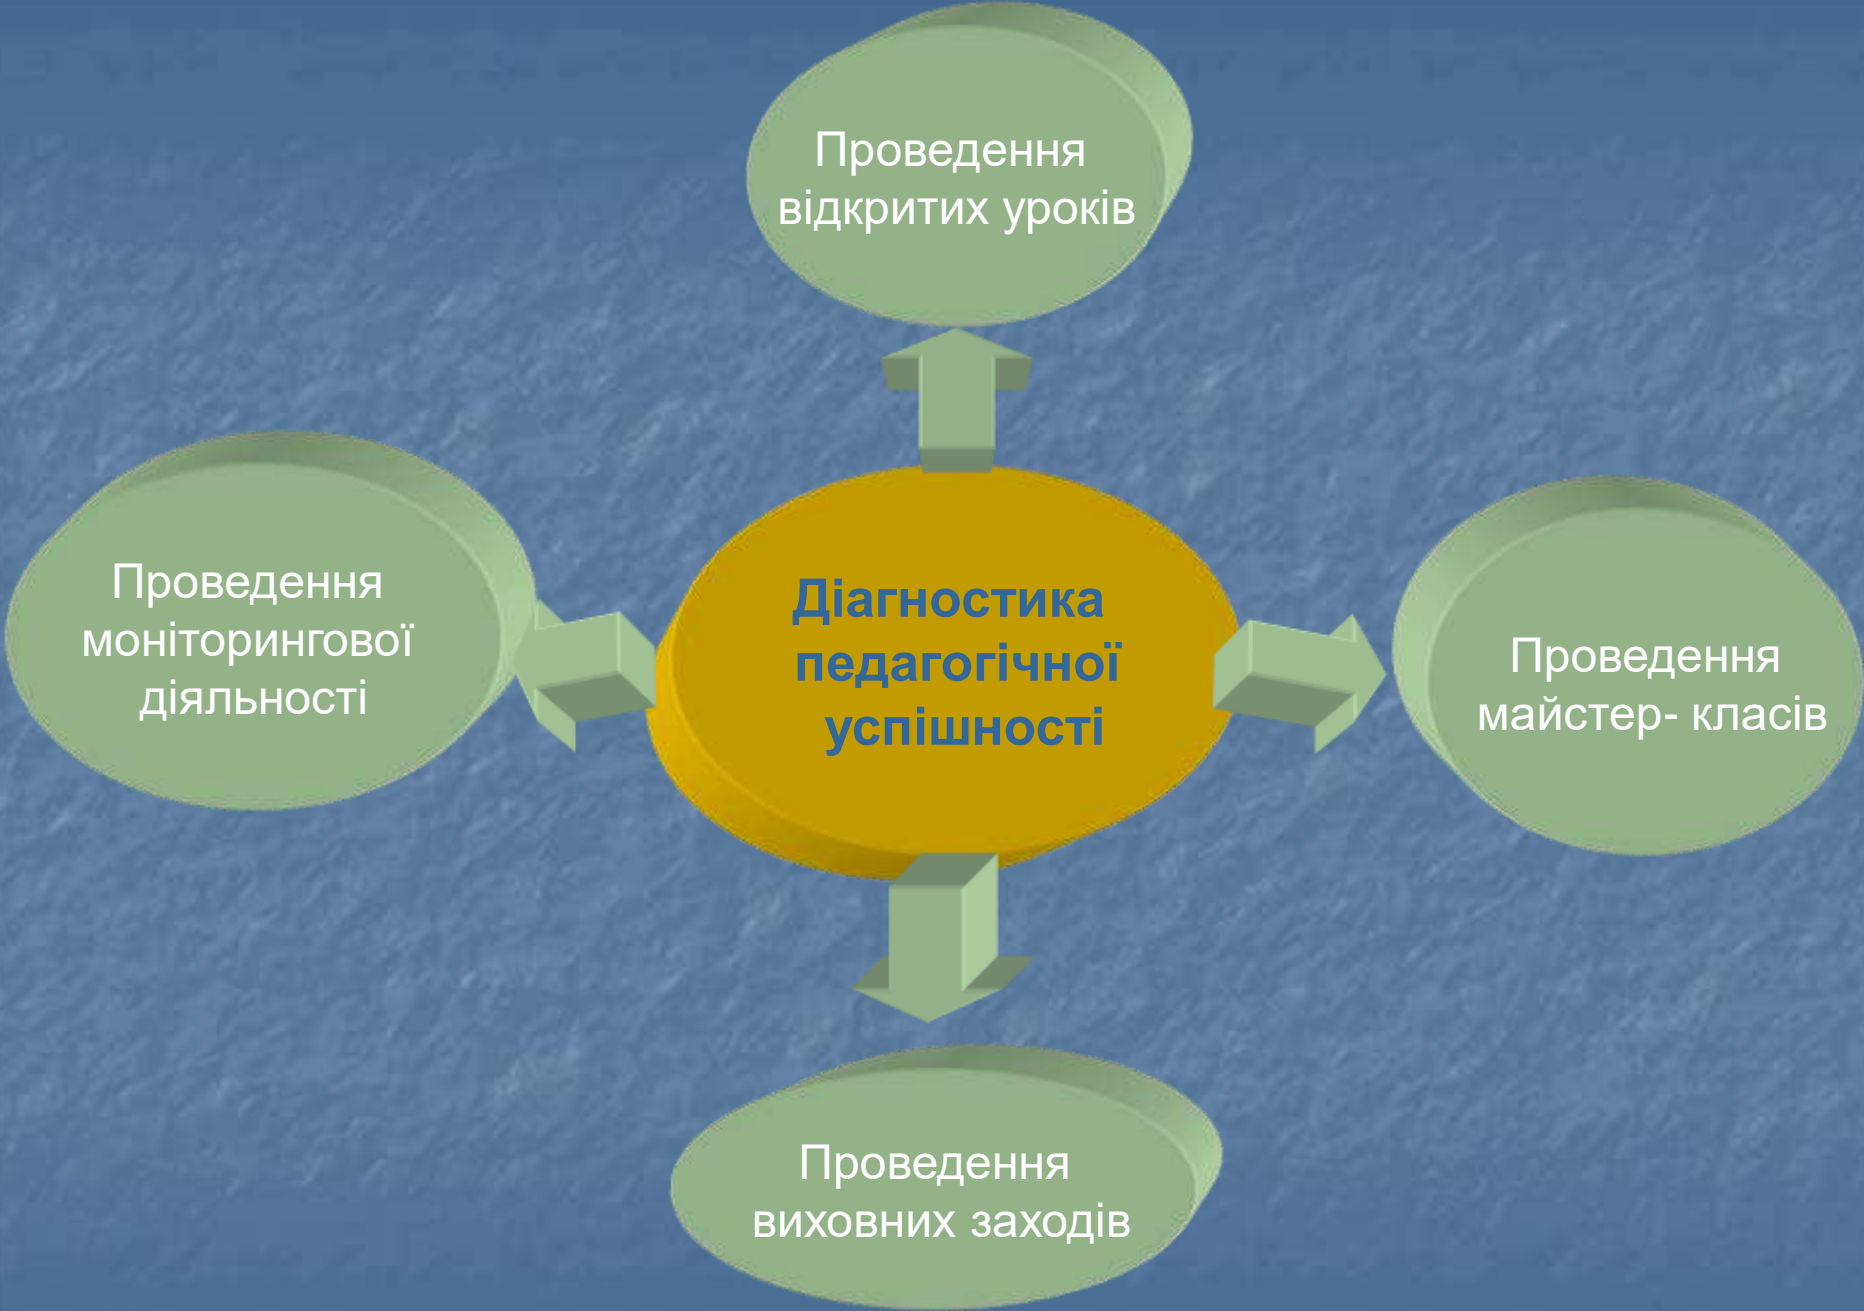 Проведення
відкритих уроків
Проведення
моніторингової
діяльності
Діагностика
педагогічної
успішності
Проведення
майстер- класів
Проведення
виховних заходів